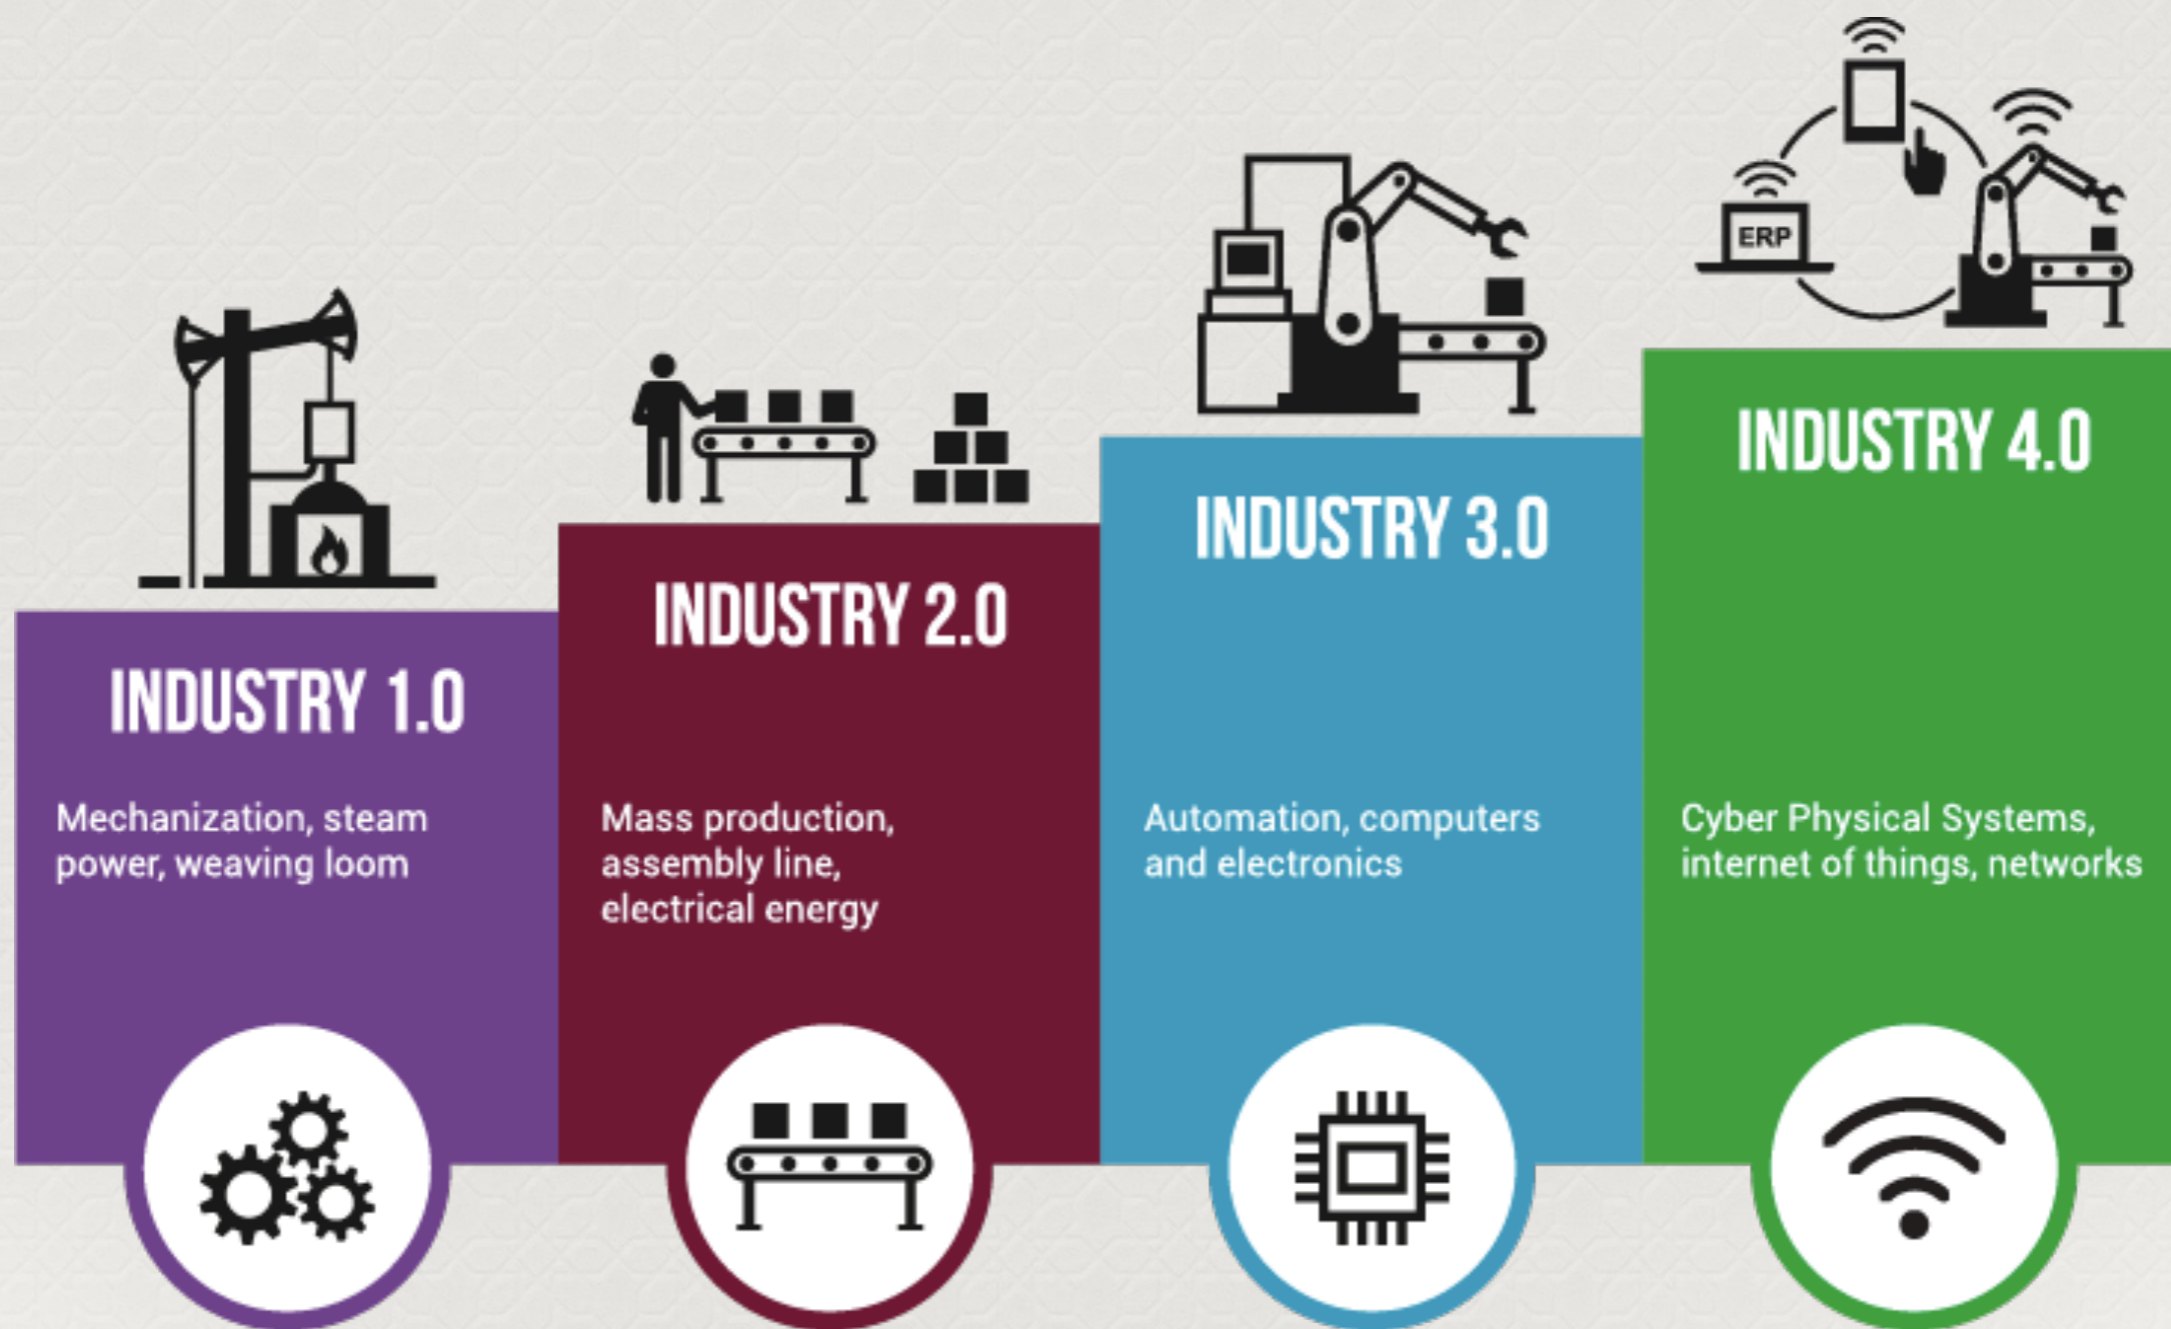 ERP
INDUSTRY 1.0
Mechanization, steam
power, weaving loom
INDUSTRY 2.0
Mass production,
assembly line,
electrical energy
INDUSTRY 3.0
Automation, computers
and electronics
INDUSTRY 4.0
Cyber Physical Systems,
internet of things, networks